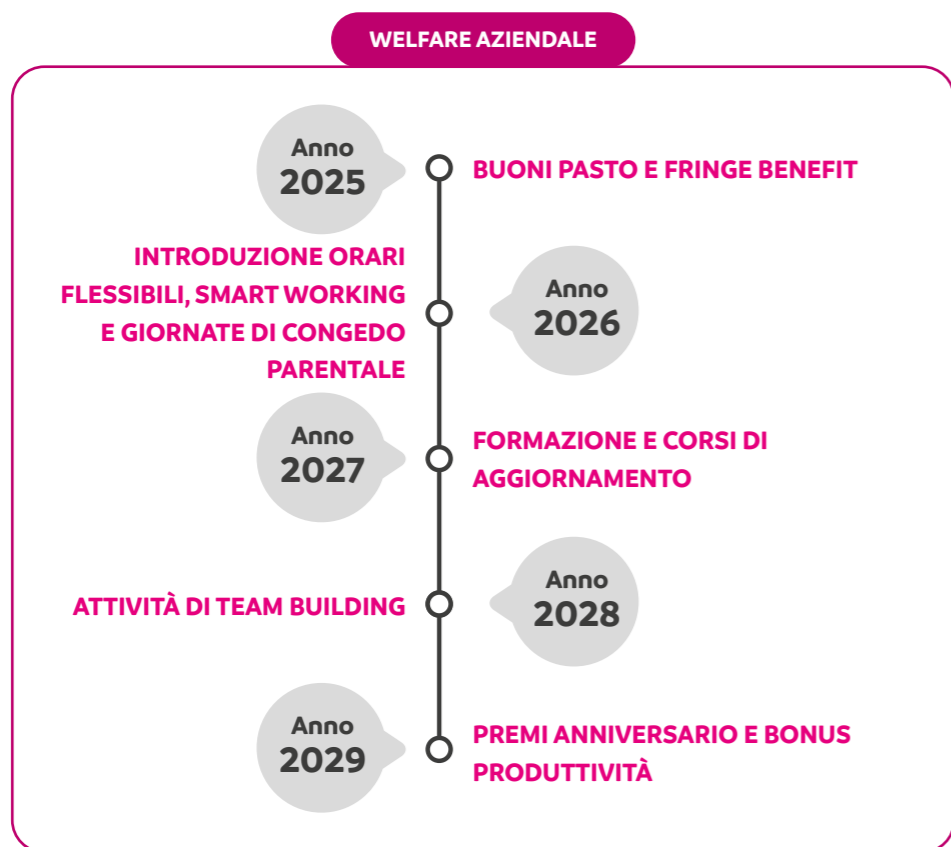 WELFARE AZIENDALE
Anno
2025
BUONI PASTO E FRINGE BENEFIT
INTRODUZIONE ORARI
FLESSIBILI, SMART WORKING
E GIORNATE DI CONGEDO
PARENTALE
Anno
2026
Anno
2027
FORMAZIONE E CORSI DI
AGGIORNAMENTO
ATTIVITÀ DI TEAM BUILDING
Anno
2028
Anno
2029
PREMI ANNIVERSARIO E BONUS
PRODUTTIVITÀ